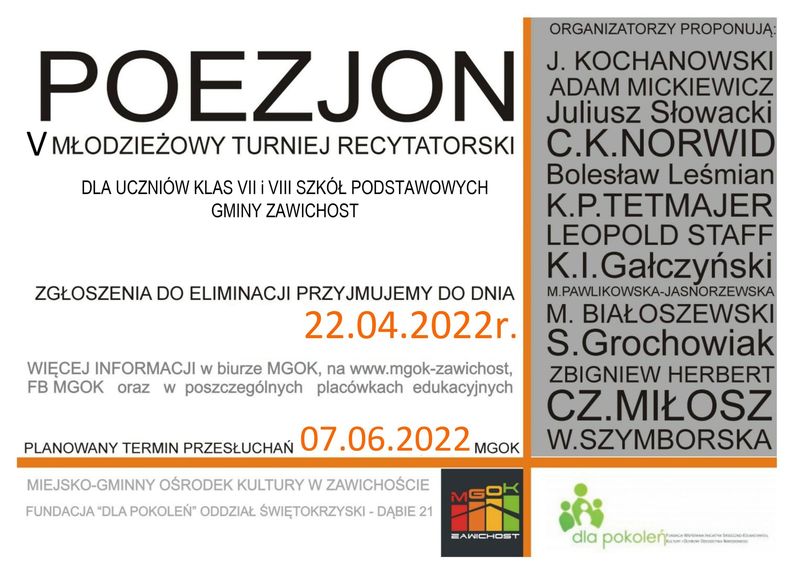 POEZJON
V MŁODZIEŻOWY TURNIEJ RECYTATORSKI
DLA UCZNIÓW KLAS VII i VIII SZKÓŁ PODSTAWOWYCH
GMINY ZAWICHOST
ZGŁOSZENIA DO ELIMINACJI PRZYJMUJEMY DO DNIA
22.04.2022r.
WIĘCEJ INFORMACJI w biurze MGOK, na www.mgok-zawichost,
FB MGOK oraz w poszczególnych placówkach edukacyjnych
PLANOWANY TERMIN PRZESŁUCHAŃ 07.06.2022 MGOK
ORGANIZATORZY PROPONUJĄ:
J. KOCHANOWSKI
ADAM MICKIEWICZ
Juliusz Słowacki
C.K.NORWID
Bolesław Leśmian
K.P.TETMAJER
LEOPOLD STAFF
K.I.Gałczyński
M.PAWLIKOWSKA-JASNORZEWSKA
M. BIAŁOSZEWSKI
S.Grochowiak
ZBIGNIEW HERBERT
CZ.MIŁOSZ
W.SZYMBORSKA
MIEJSKO-GMINNY OŚRODEK KULTURY W ZAWICHOŚCIE
FUNDACJA "DLA POKOLEŃ" ODDZIAŁ ŚWIĘTOKRZYSKI - DĄBIE 21
MGOK
ZAWICHOST
dla pokoleń